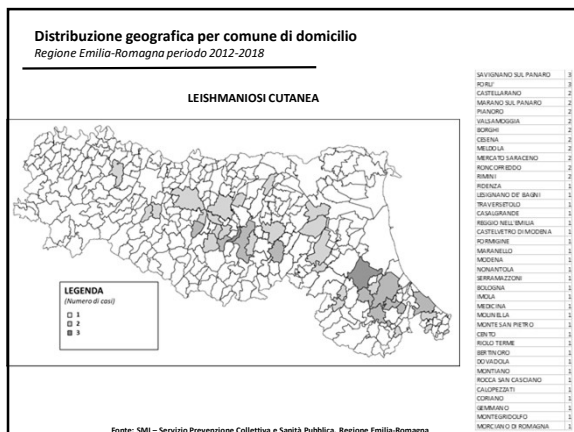 Distribuzione geografica per comune di domicilio
Regione Emilia-Romagna periodo 2012-2018
LEISHMANIOSI CUTANEA
LEGENDA
(Numero di casi)
1
2
3
SAVIGNANO SUL PANARO 3
FORLI' 3
CASTELLARANO 2
MARANO SUL PANARO 2
PIANORO 2
VALSAMOGGIA 2
BORGHI 2
CESENA 2
MELDOLA 2
MERCATO SARACENO 2
RONCOFREDDO 2
RIMINI 2
FIDENZA 1
LESIGNANO DE' BAGNI 1
TRAVERSETOLO 1
CASALGRANDE 1
REGGIO NELL'EMILIA 1
CASTELVETRO DI MODENA 1
FORMIGINE 1
MARANELLO 1
MODENA 1
NONANTOLA 1
SERRAMAZZONI 1
BOLOGNA 1
IMOLA 1
MEDICINA 1
MOLINELLA 1
MONTE SAN PIETRO 1
CENTO 1
RIOLO TERME 1
BERTINORO 1
DOVADOLA 1
MONTIANO 1
ROCCA SAN CASCIANO 1
CALOPEZZATI 1
CORIANO 1
GEMMANO 1
MONTEGRIDOLFO 1
MORCIANO DI ROMAGNA 1
Fonte: SMI – Servizio Prevenzione Collettiva e Sanità Pubblica, Regione Emilia-Romagna